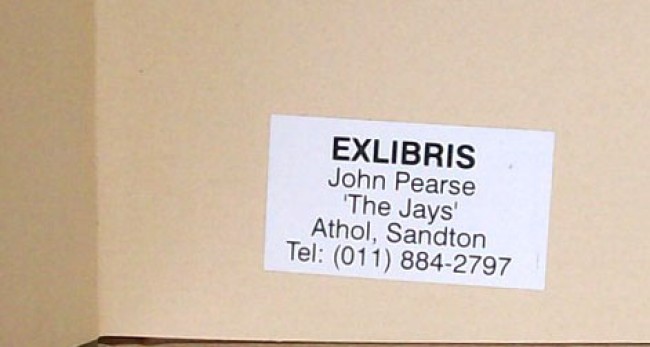 EXLIBRIS
John Pearse
'The Jays'
Athol, Sandton
Tel: (011) 884-2797